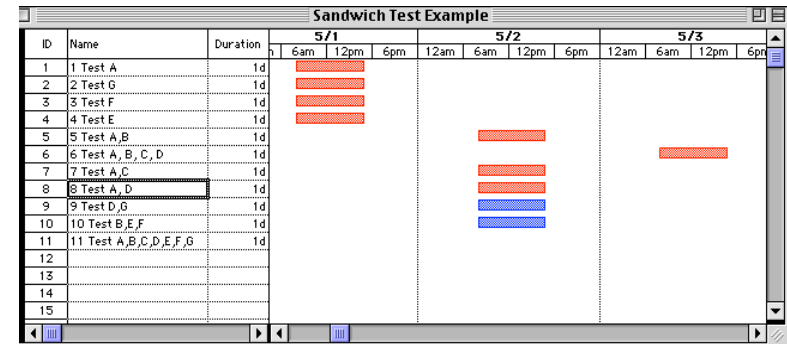 Sandwich Test Example
ID Name Duration 5/1 5/2 5/3
6am 12pm 6pm 12am 6am 12pm 6pm 12am 6am 12pm
1 1 Test A 1d
2 2 Test G 1d
3 3 Test F 1d
4 4 Test E 1d
5 5 Test A,B 1d
6 6 Test A, B, C, D 1d
7 7 Test A,C 1d
8 8 Test A, D 1d
9 9 Test D,G 1d
10 10 Test B,E,F 1d
11 11 Test A,B,C,D,E,F,G 1d
12
13
14
15